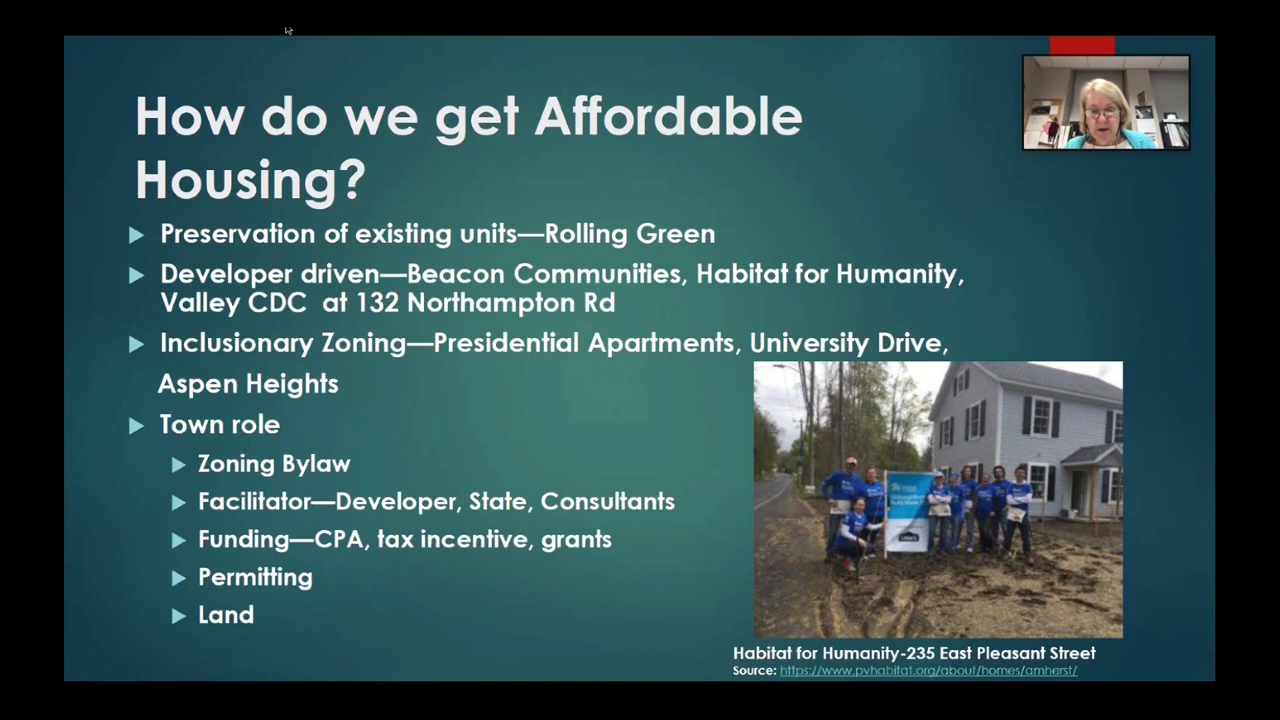 How do we get Affordable
Housing?
Preservation of existing units—Rolling Green
Developer driven—Beacon Communities, Habitat for Humanity,
Valley CDC at 132 Northampton Rd
Inclusionary Zoning—Presidential Apartments, University Drive,
Aspen Heights
Town role
Zoning Bylaw
Facilitator—Developer, State, Consultants
Funding—CPA, tax incentive, grants
Permitting
Land
Habitat for Humanity-235 East Pleasant Street
Source: https://www.pvhabitat.org/about/homes/amherst/